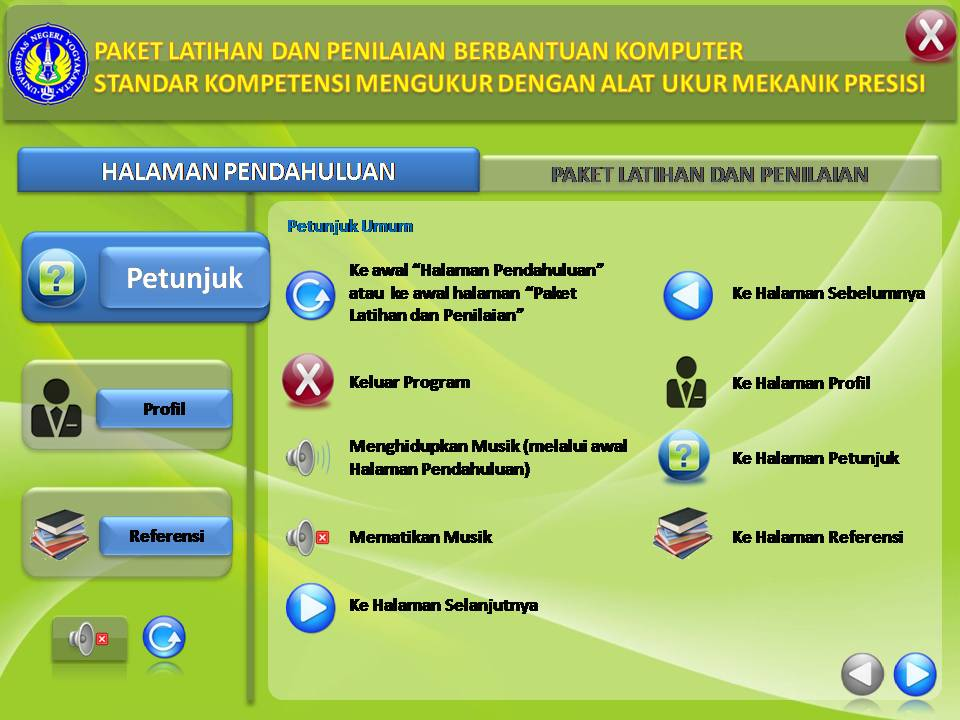 PAKET LATIHAN DAN PENILAIAN BERBANTUAN KOMPUTER
STANDAR KOMPETENSI MENGUKUR DENGAN ALAT UKUR MEKANIK PRESISI
UNIVERSITAS NEGERI YOGYAKARTA
HALAMAN PENDAHULUAN
PAKET LATIHAN DAN PENILAIAN
Petunjuk
Profil
Referensi
Petunjuk Umum
Ke awal “Halaman Pendahuluan”
atau ke awal halaman “Paket
Latihan dan Penilaian”
Keluar Program
Menghidupkan Musik (melalui awal
Halaman Pendahuluan)
Mematikan Musik
Ke Halaman Selanjutnya
Ke Halaman Sebelumnya
Ke Halaman Profil
Ke Halaman Petunjuk
Ke Halaman Referensi